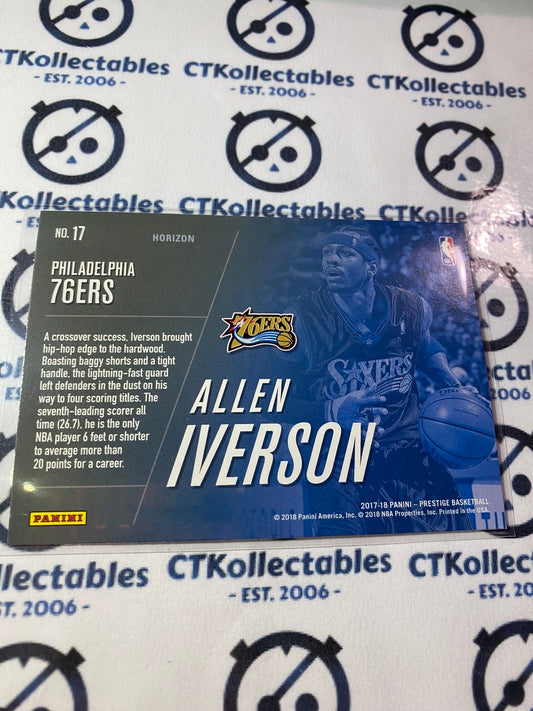 CTKollectables
- EST. 2006 -
CTKollectables
- EST. 2006 -
CTKollectables
- EST. 2006 -
CTKollectables
CTKollectables
NO. 17
HORIZON
PHILADELPHIA
76ERS
A crossover success, Iverson brought
hip-hop edge to the hardwood.
Boasting baggy shorts and a tight
handle, the lightning-fast guard
left defenders in the dust on his
way to four scoring titles. The
seventh-leading scorer all
time (26.7), he is the only
NBA player 6 feet or shorter
to average more than
20 points for a career.
76ERS
SIXERS
ALLEN
IVERSON
PANINI
2017-18 PANINI – PRESTIGE BASKETBALL
© 2018 Panini America, Inc. © 2018 NBA Properties, Inc. Printed in the USA.
llectables
T. 2006 -
CTKollectables
- EST. 2006 -
CTKollect
- EST. 20